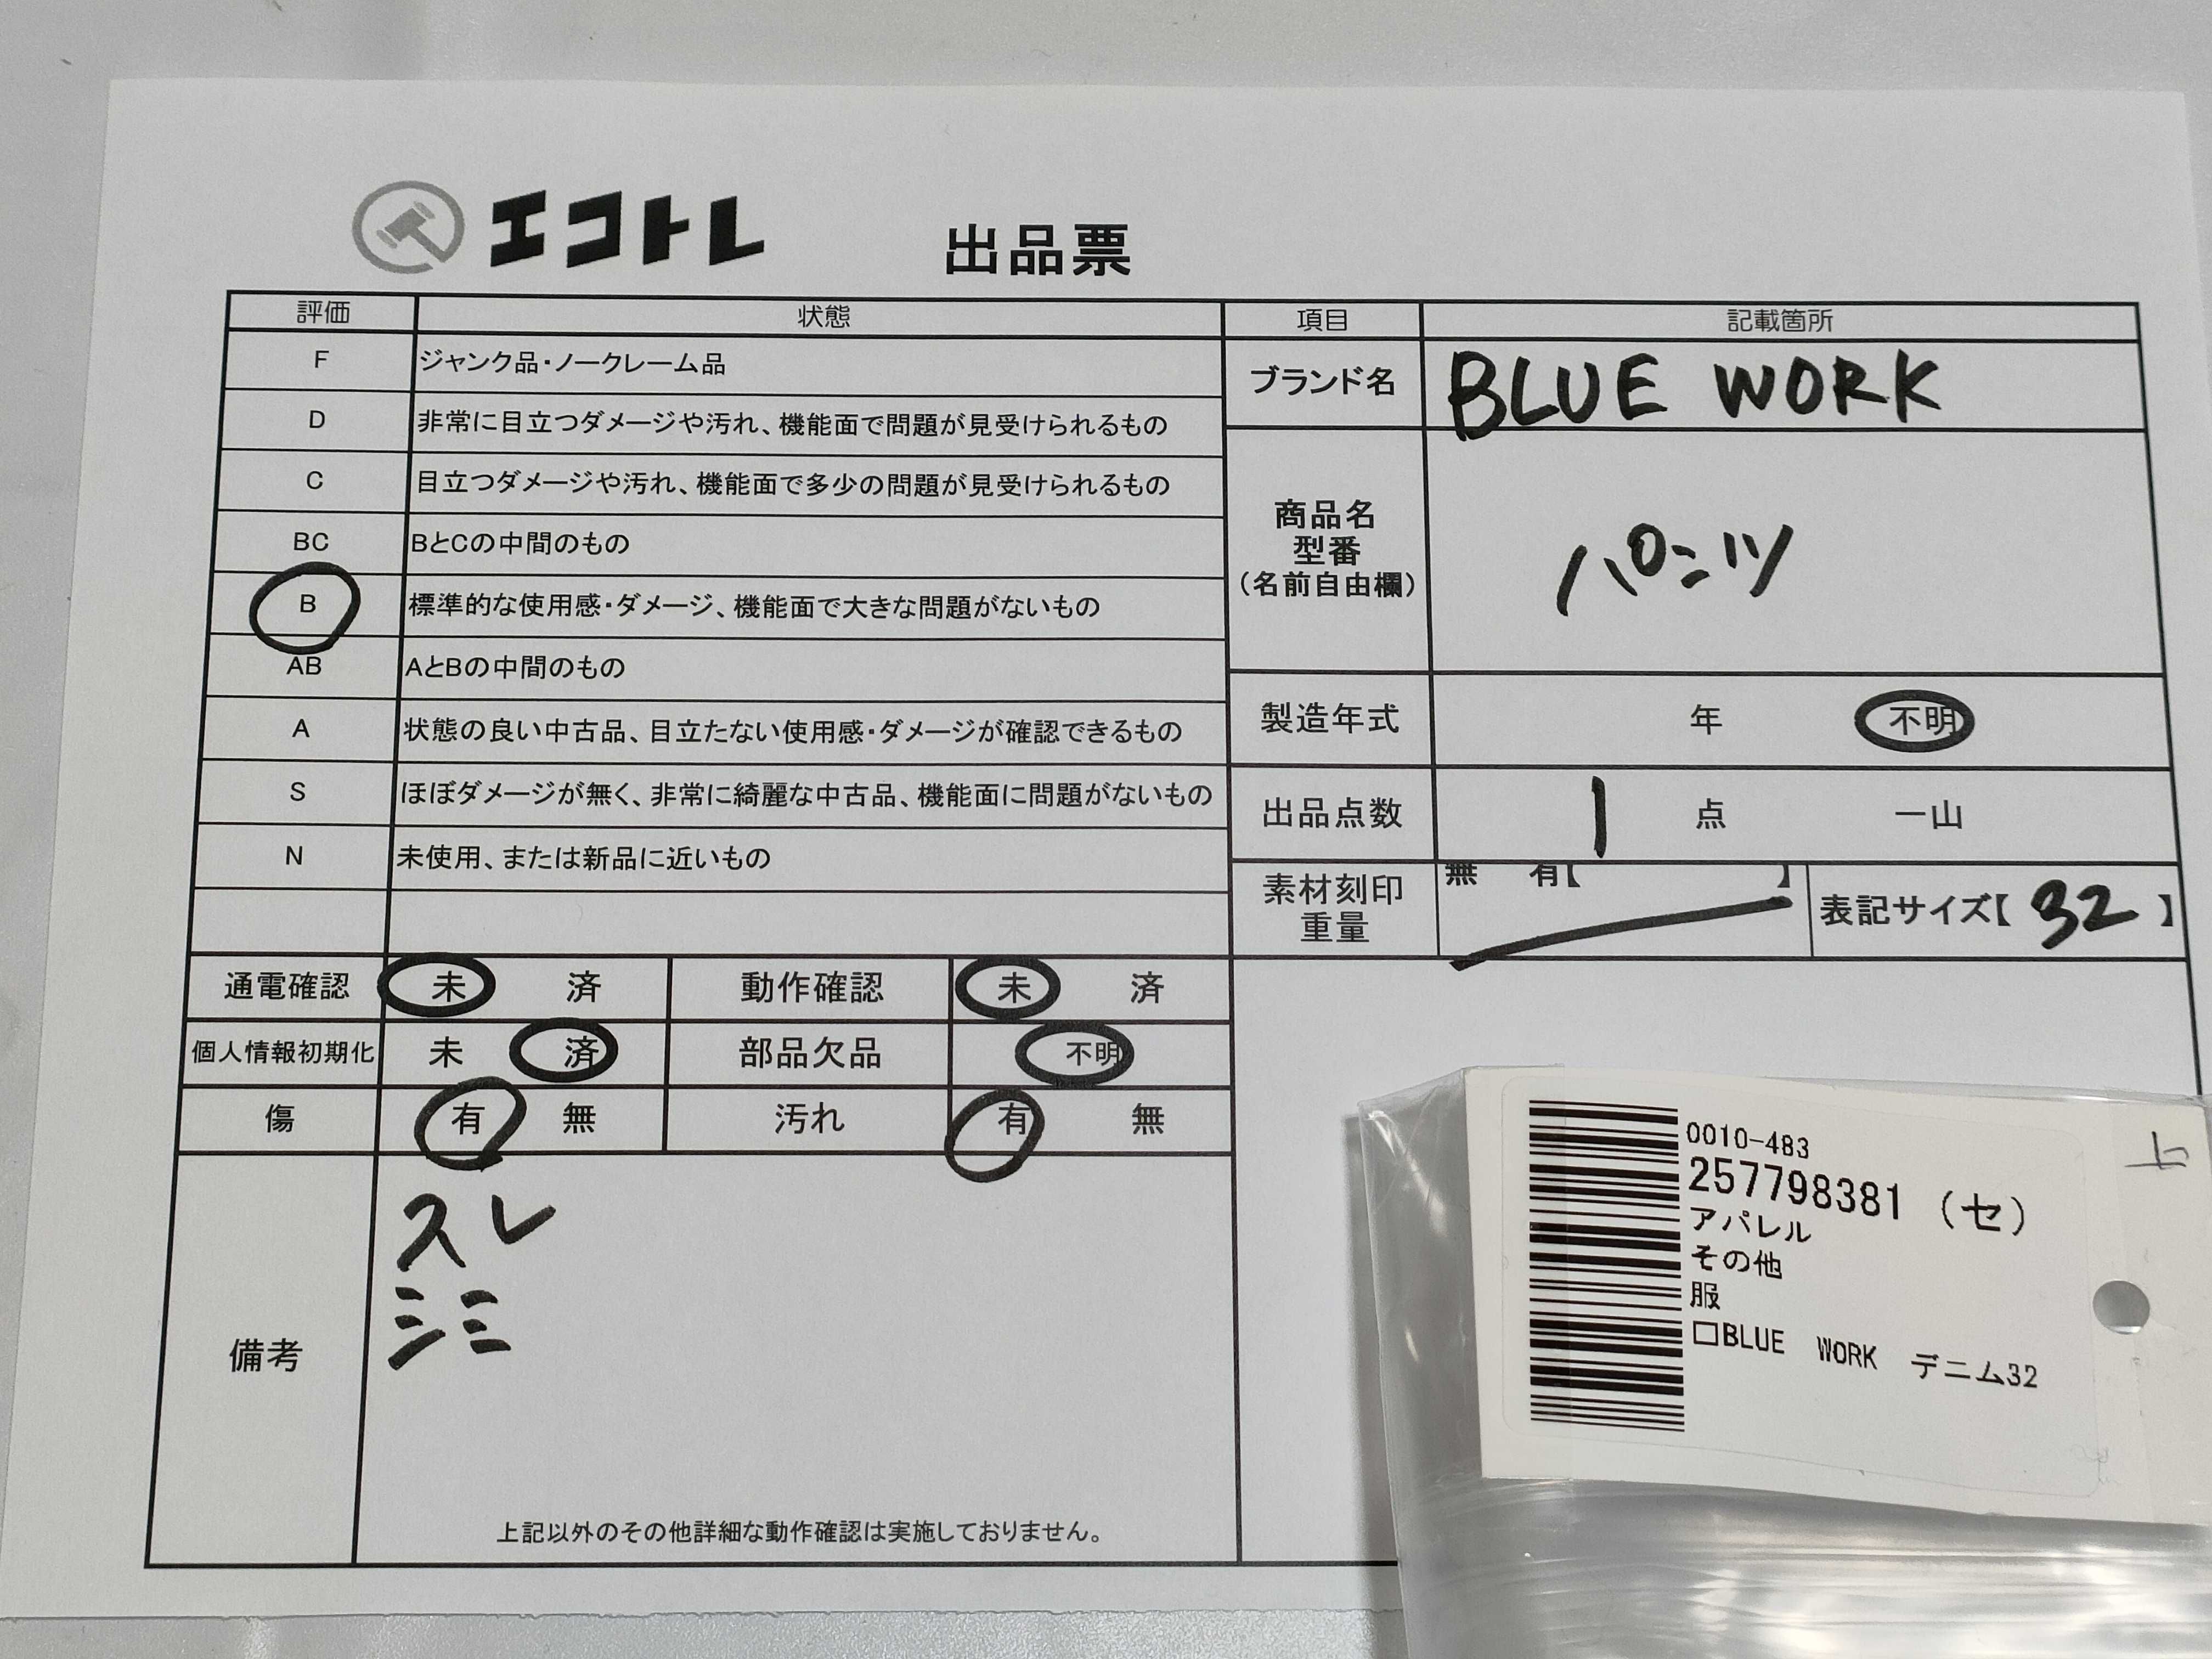 エコトレ 出品票
評価 状態
F ジャンク品・ノークレーム品
D 非常に目立つダメージや汚れ、機能面で問題が見受けられるもの
C 目立つダメージや汚れ、機能面で多少の問題が見受けられるもの
BC BとCの中間のもの
B 標準的な使用感・ダメージ、機能面で大きな問題がないもの
AB AとBの中間のもの
A 状態の良い中古品、目立たない使用感・ダメージが確認できるもの
S ほぼダメージが無く、非常に綺麗な中古品、機能面に問題がないもの
N 未使用、または新品に近いもの
項目 記載箇所
ブランド名 BLUE WORK
商品名
型番
(名前自由欄)
パンツ
製造年式 年 不明
出品点数 1 点 一山
素材刻印
重量
無 有【 】
表記サイズ【 32 】
通電確認 未 済 動作確認 未 済
個人情報初期化 未 済 部品欠品 不明
傷 有 無 汚れ 有 無
備考
スレ
シミ
上記以外のその他詳細な動作確認は実施しておりません。
0010-483
257798381 (セ)
アパレル
その他
服
□BLUE WORK デニム32
上